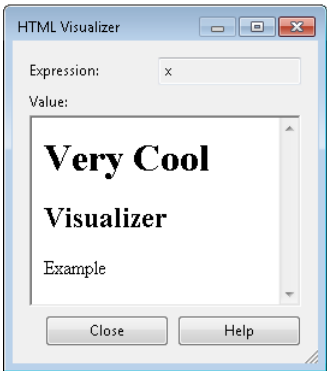 HTML Visualizer
Expression: x
Value:
Very Cool
Visualizer
Example
Close Help